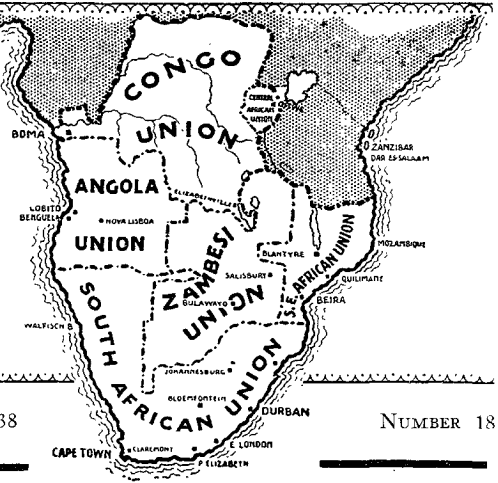 CONGO
UNION
CENTRAL
AFRICAN
UNION
BOMA
ZANZIBAR
DAR ES-SALAAM
ANGOLA
UNION
ELIZABETHVILLE
LOBITO
BENGUELA
NOVA LISBOA
ZAMBESI
UNION
BLANTYRE
S.E. AFRICAN UNION
MOZAMBIQUE
SALISBURY
QUILIMANE
BULAWAYO
BEIRA
SOUTH AFRICAN UNION
WALFISCH B.
JOHANNESBURG
BLOEMFONTEIN
DURBAN
38
NUMBER 18
CAPE TOWN
CLAREMONT
E LONDON
P ELIZABETH